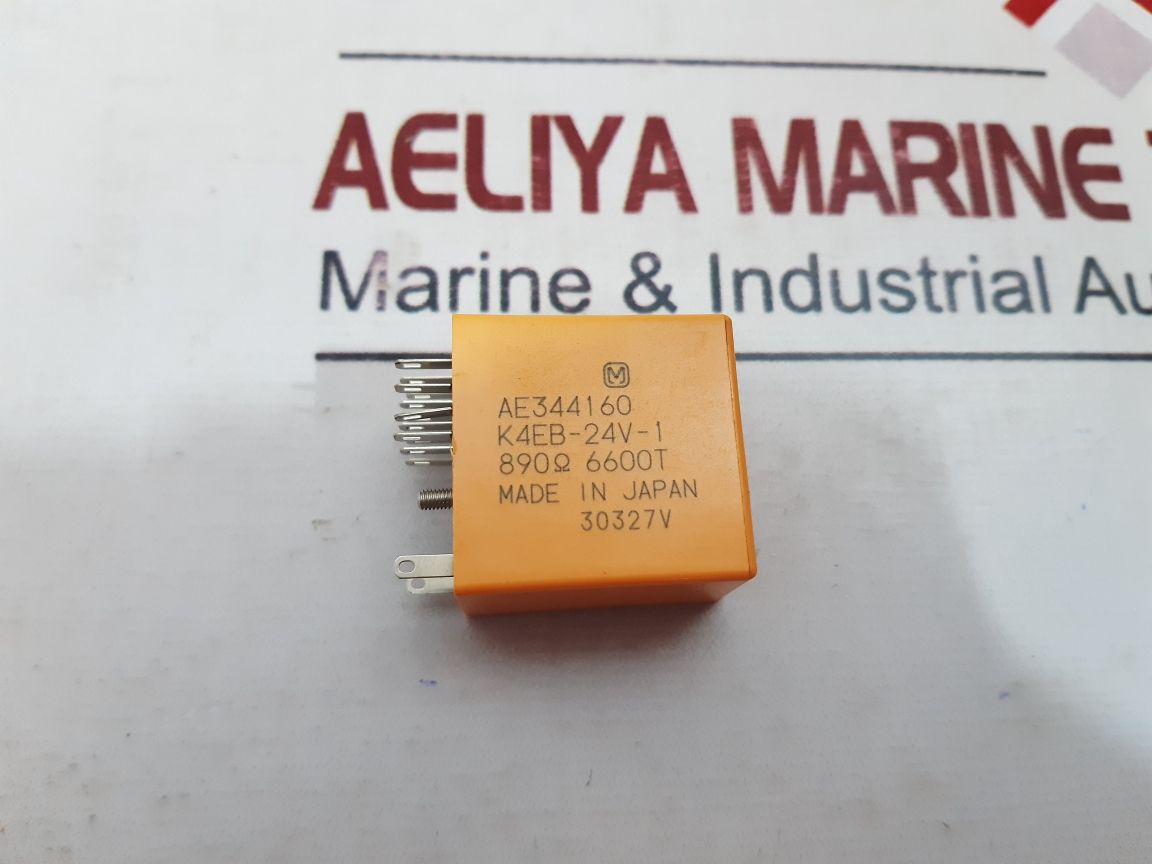 AELIYA MARINE
Marine & Industrial Au
M
AE344160
K4EB-24V-1
890Ω 6600T
MADE IN JAPAN
30327V